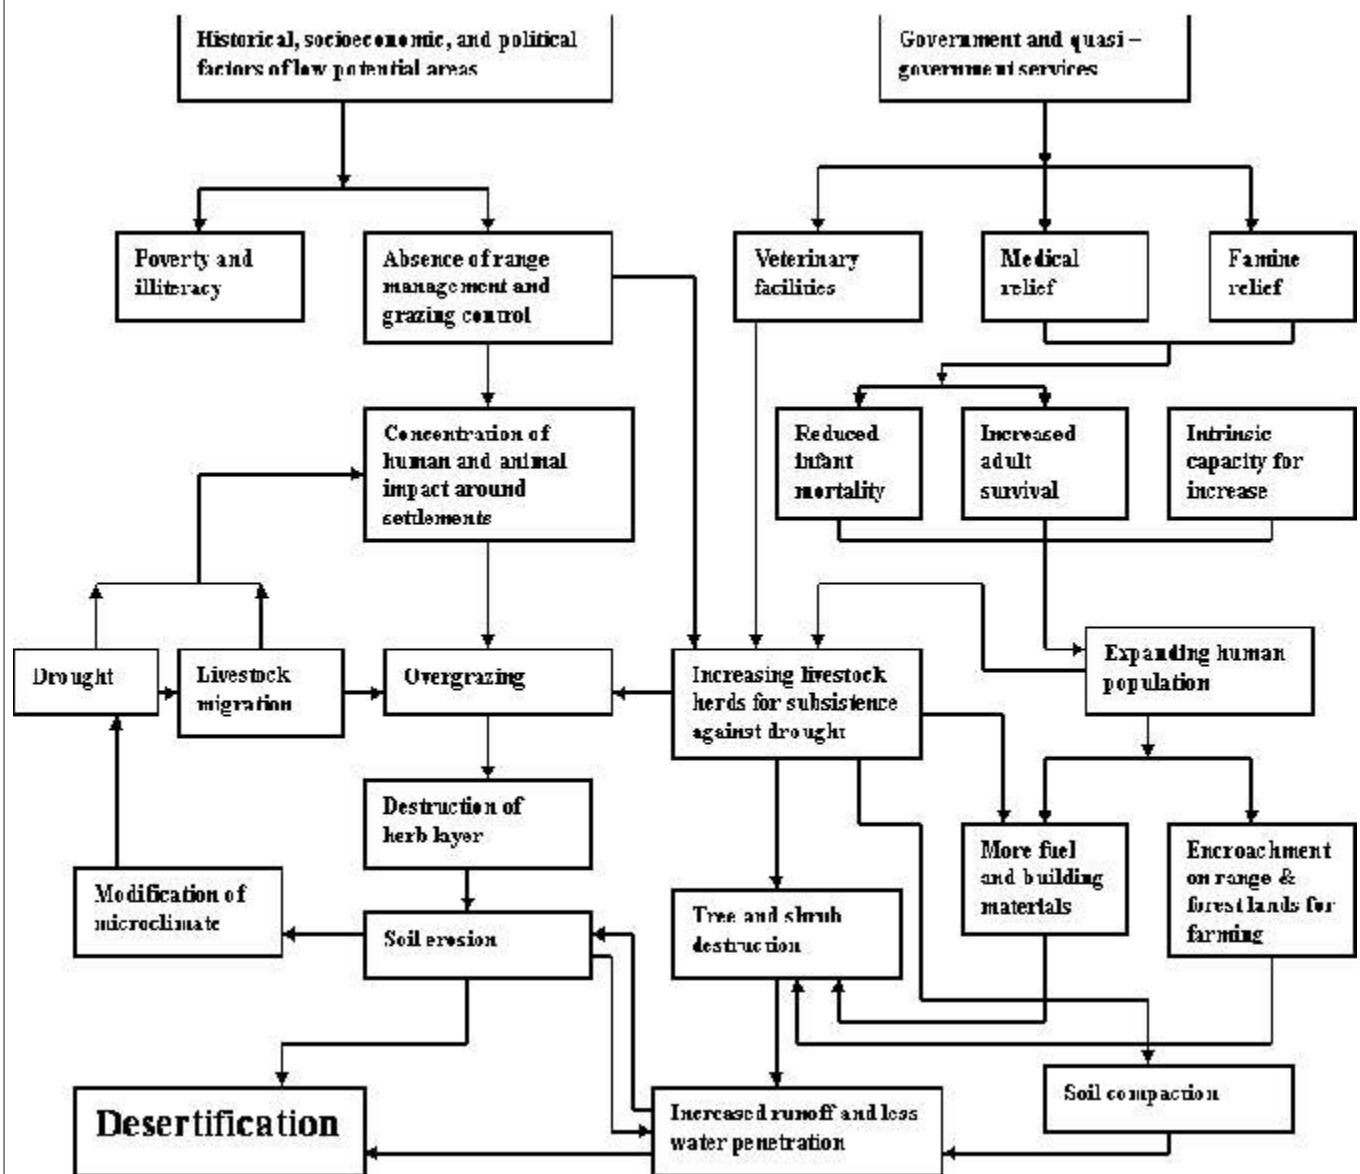 Historical, socioeconomic, and political
factors of low potential areas
Government and quasi –
government services
Poverty and
illiteracy
Absence of range
management and
grazing control
Veterinary
facilities
Medical
relief
Famine
relief
Concentration of
human and animal
impact around
settlements
Reduced
infant
mortality
Increased
adult
survival
Intrinsic
capacity for
increase
Drought
Livestock
migration
Overgrazing
Increasing livestock
herds for subsistence
against drought
Expanding human
population
Destruction of
herb layer
More fuel
and building
materials
Encroachment
on range &
forest lands for
farming
Modification of
microclimate
Soil erosion
Tree and shrub
destruction
Desertification
Increased runoff and less
water penetration
Soil compaction